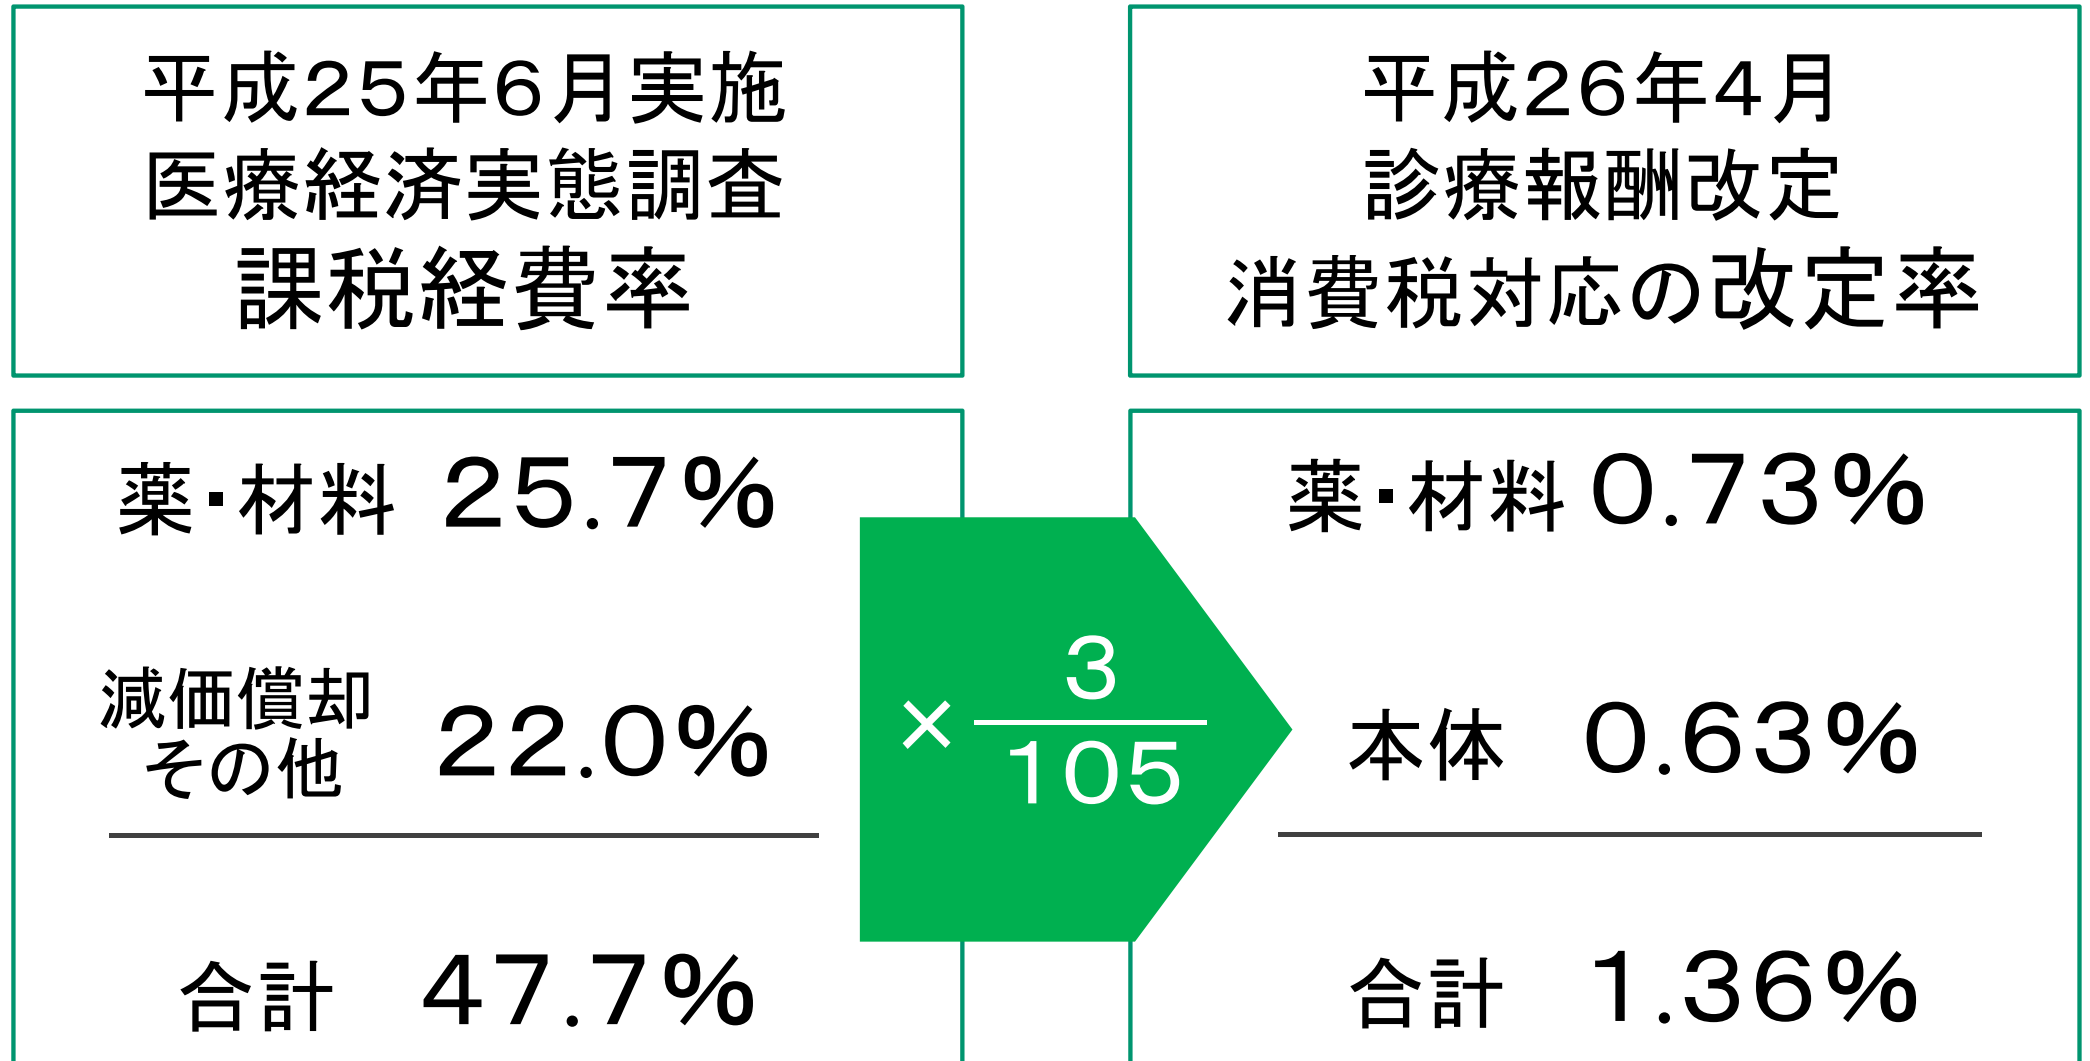 平成25年6月実施
医療経済実態調査
課税経費率
平成26年4月
診療報酬改定
消費税対応の改定率
薬・材料 25.7%
減価償却
その他 22.0%
合計 47.7%
×3/105
薬・材料 0.73%
本体 0.63%
合計 1.36%